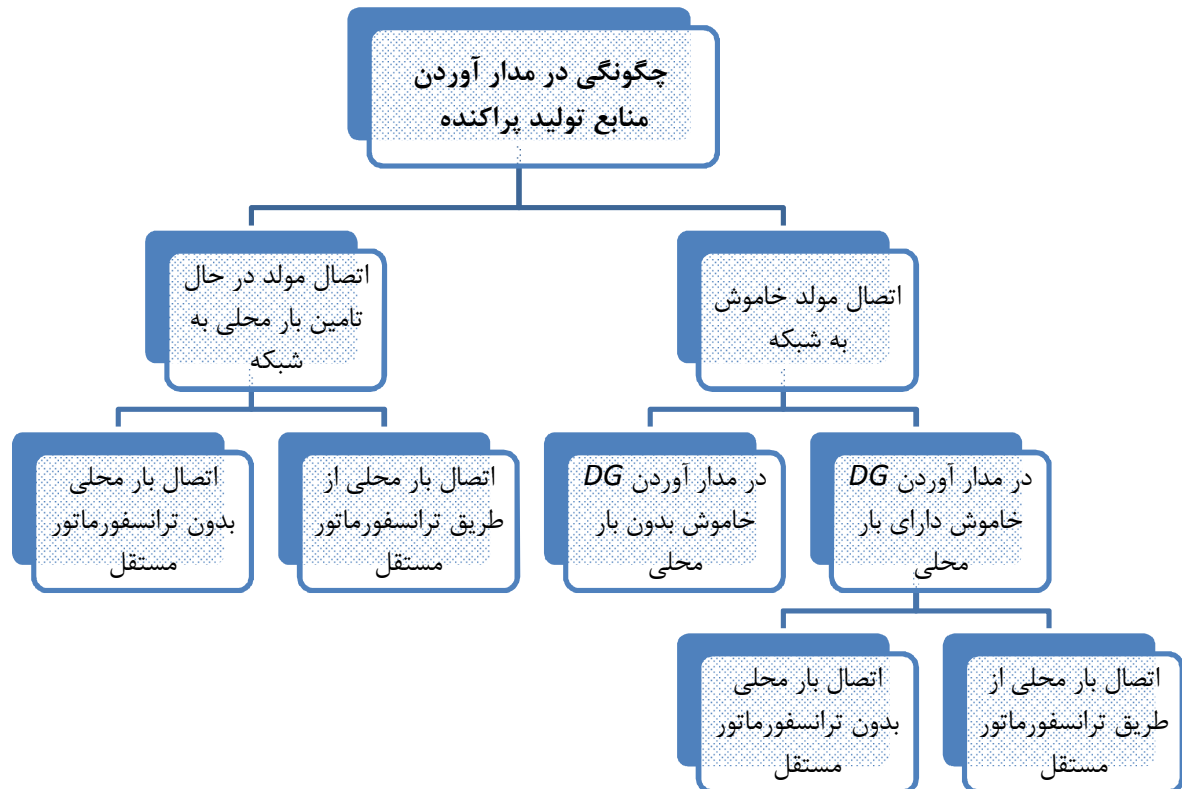 چگونگی در مدار آوردن
منابع تولید پراکنده
اتصال مولد خاموش
به شبکه
اتصال مولد در حال
تامین بار محلی به
شبکه
در مدار آوردن DG
خاموش دارای بار
محلی
در مدار آوردن DG
خاموش بدون بار
محلی
اتصال بار محلی از
طریق ترانسفورماتور
مستقل
اتصال بار محلی
بدون ترانسفورماتور
مستقل
اتصال بار محلی از
طریق ترانسفورماتور
مستقل
اتصال بار محلی
بدون ترانسفورماتور
مستقل